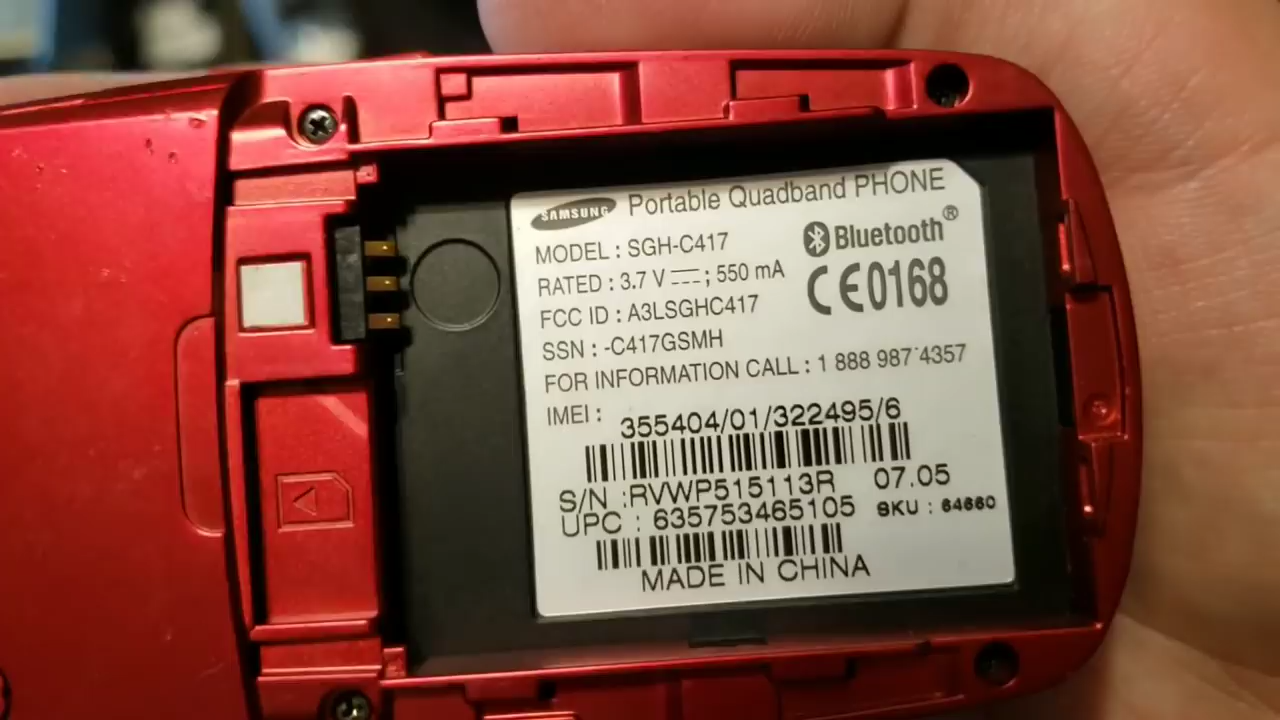 SAMSUNG Portable Quadband PHONE
MODEL : SGH-C417
Bluetooth®
RATED : 3.7 V ⎓ ; 550 mA
CE0168
FCC ID : A3LSGHC417
SSN : -C417GSMH
FOR INFORMATION CALL : 1 888 987 4357
IMEI : 355404/01/322495/6
S/N :RVWP515113R 07.05
UPC : 635753465105 SKU : 64660
MADE IN CHINA